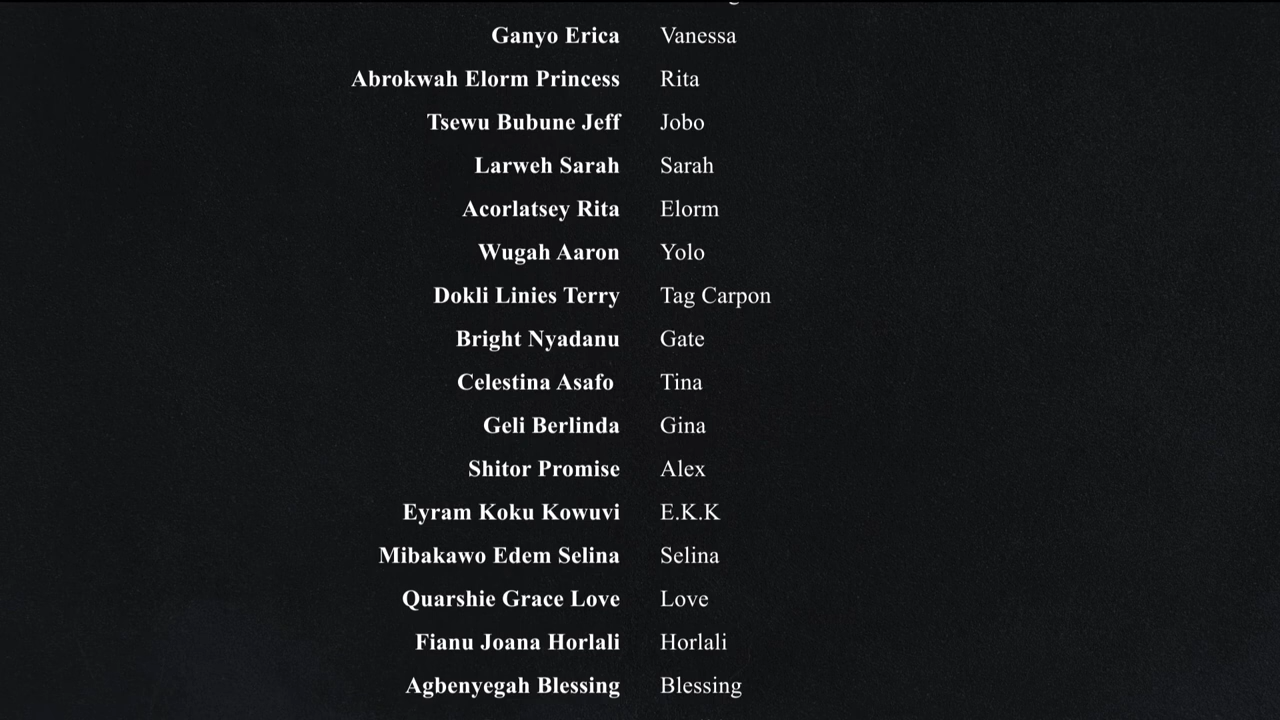 Ganyo Erica Vanessa
Abrokwah Elorm Princess Rita
Tsewu Bubune Jeff Jobo
Larweh Sarah Sarah
Acorlatsey Rita Elorm
Wugah Aaron Yolo
Dokli Linies Terry Tag Carpon
Bright Nyadanu Gate
Celestina Asafo Tina
Geli Berlinda Gina
Shitor Promise Alex
Eyram Koku Kowuvi E.K.K
Mibakawo Edem Selina Selina
Quarshie Grace Love Love
Fianu Joana Horlali Horlali
Agbenyegah Blessing Blessing